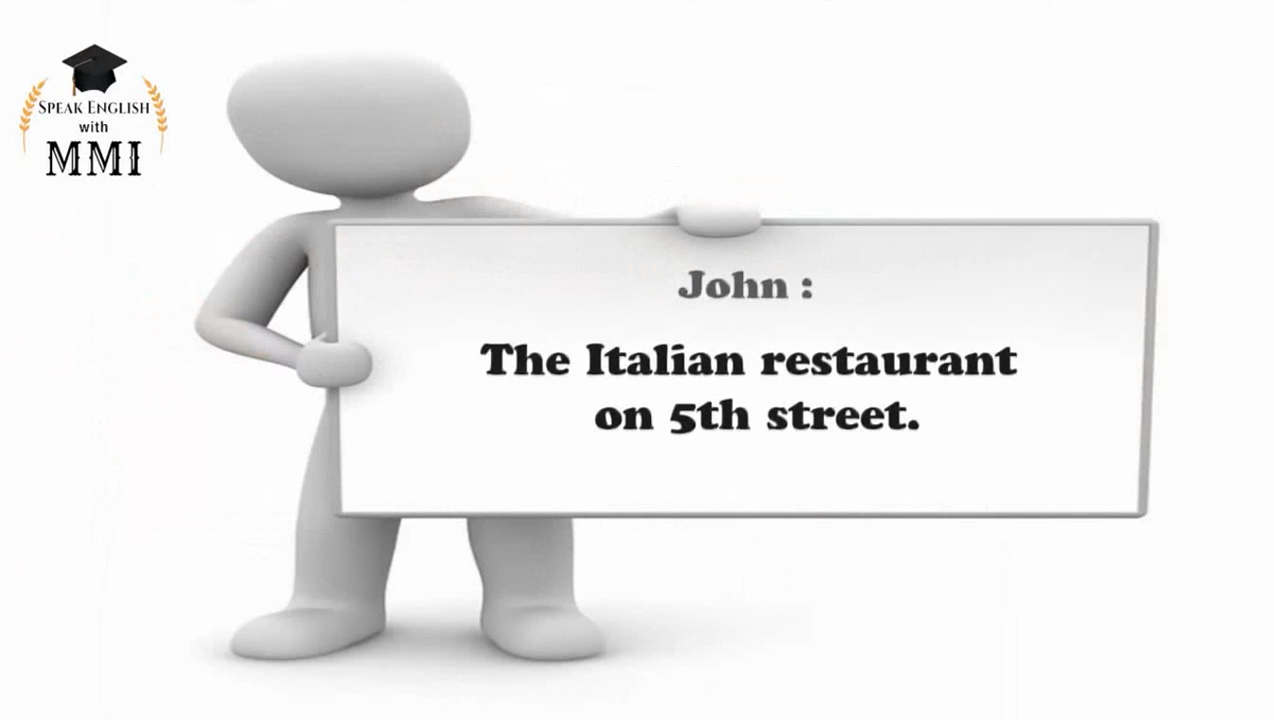 SPEAK ENGLISH
with
MMI
John :
The Italian restaurant
on 5th street.